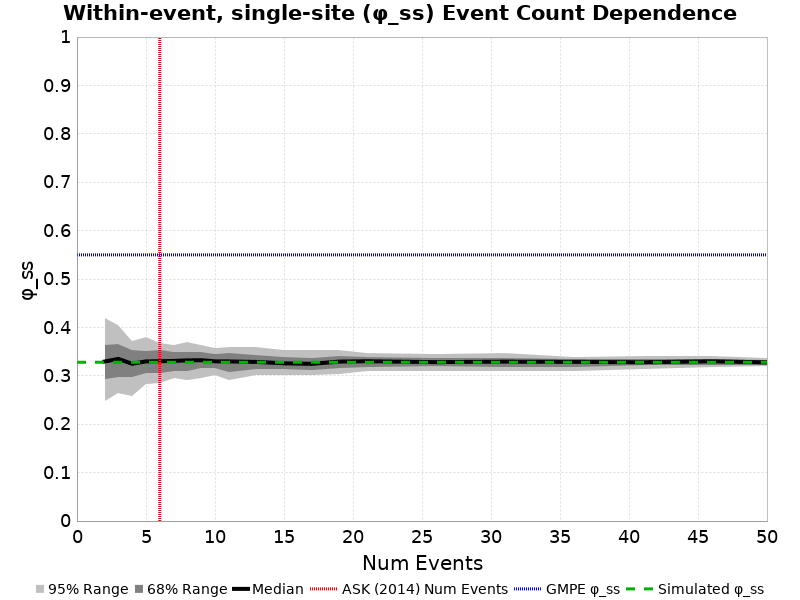 Within-event, single-site (φ_ss) Event Count Dependence
1
0.9
0.8
0.7
0.6
0.5
0.4
0.3
0.2
0.1
0
φ_ss
0 5 10 15 20 25 30 35 40 45 50
Num Events
95% Range 68% Range Median ASK (2014) Num Events GMPE φ_ss Simulated φ_ss